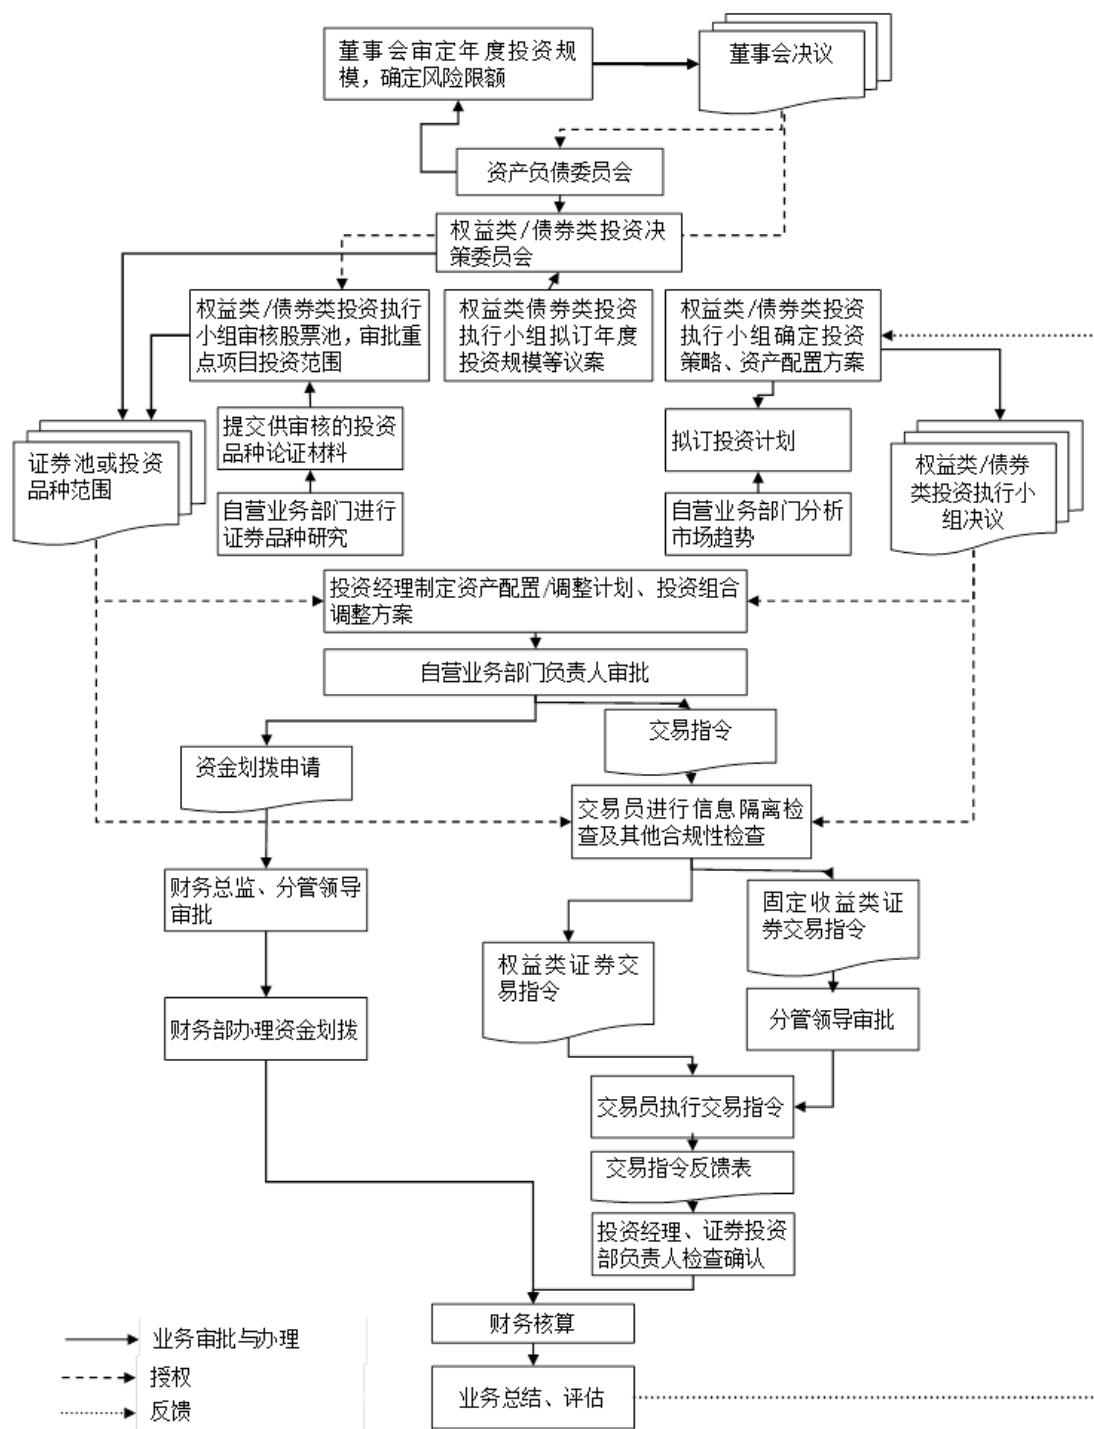 董事会审定年度投资规
模，确定风险限额
董事会决议
资产负债委员会
权益类/债券类投资决
策委员会
权益类/债券类投资执行
小组审核股票池，审批重
点项目投资范围
权益类债券类投资
执行小组拟订年度
投资规模等议案
权益类/债券类投资
执行小组确定投资
策略、资产配置方案
提交供审核的投资
品种论证材料
拟订投资计划
证券池或投资
品种范围
权益类/债券
类投资执行小
组决议
自营业务部门进行
证券品种研究
自营业务部门分析
市场趋势
投资经理制定资产配置/调整计划、投资组合
调整方案
自营业务部门负责人审批
资金划拨申请
交易指令
交易员进行信息隔离检
查及其他合规性检查
财务总监、分管领导
审批
固定收益类证
券交易指令
权益类证券交
易指令
财务部办理资金划拨
分管领导审批
交易员执行交易指令
交易指令反馈表
投资经理、证券投资
部负责人检查确认
财务核算
业务总结、评估
业务审批与办理
授权
反馈